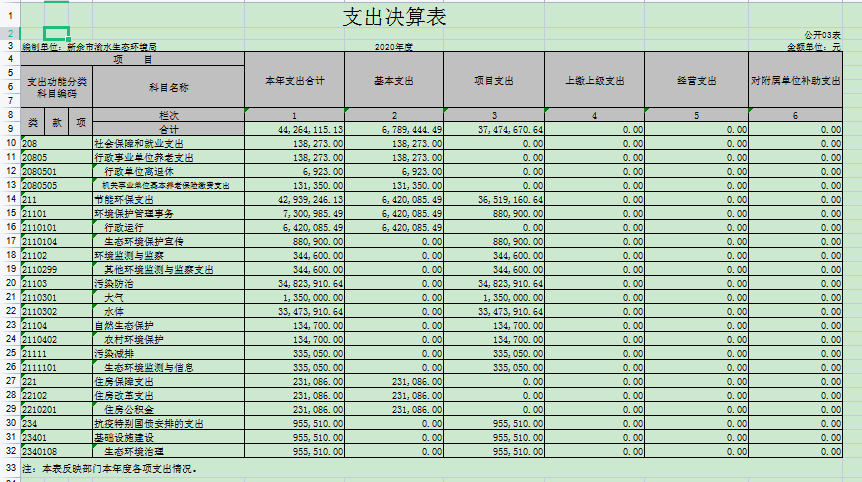 1 支出决算表
2 公开03表
3 编制单位：新余市渝水生态环境局 2020年度 金额单位：元
4 项 目 本年支出合计 基本支出 项目支出 上缴上级支出 经营支出 对附属单位补助支出
5 支出功能分类 科目名称
6 科目编码
7
8 类 款 项 栏次 1 2 3 4 5 6
9 合计 44,264,115.13 6,789,444.49 37,474,670.64 0.00 0.00 0.00
10 208 社会保障和就业支出 138,273.00 138,273.00 0.00 0.00 0.00 0.00
11 20805 行政事业单位养老支出 138,273.00 138,273.00 0.00 0.00 0.00 0.00
12 2080501 行政单位离退休 6,923.00 6,923.00 0.00 0.00 0.00 0.00
13 2080505 机关事业单位基本养老保险缴费支出 131,350.00 131,350.00 0.00 0.00 0.00 0.00
14 211 节能环保支出 42,939,246.13 6,420,085.49 36,519,160.64 0.00 0.00 0.00
15 21101 环境保护管理事务 7,300,985.49 6,420,085.49 880,900.00 0.00 0.00 0.00
16 2110101 行政运行 6,420,085.49 6,420,085.49 0.00 0.00 0.00 0.00
17 2110104 生态环境保护宣传 880,900.00 0.00 880,900.00 0.00 0.00 0.00
18 21102 环境监测与监察 344,600.00 0.00 344,600.00 0.00 0.00 0.00
19 2110299 其他环境监测与监察支出 344,600.00 0.00 344,600.00 0.00 0.00 0.00
20 21103 污染防治 34,823,910.64 0.00 34,823,910.64 0.00 0.00 0.00
21 2110301 大气 1,350,000.00 0.00 1,350,000.00 0.00 0.00 0.00
22 2110302 水体 33,473,910.64 0.00 33,473,910.64 0.00 0.00 0.00
23 21104 自然生态保护 134,700.00 0.00 134,700.00 0.00 0.00 0.00
24 2110402 农村环境保护 134,700.00 0.00 134,700.00 0.00 0.00 0.00
25 21111 污染减排 335,050.00 0.00 335,050.00 0.00 0.00 0.00
26 2111101 生态环境监测与信息 335,050.00 0.00 335,050.00 0.00 0.00 0.00
27 221 住房保障支出 231,086.00 231,086.00 0.00 0.00 0.00 0.00
28 22102 住房改革支出 231,086.00 231,086.00 0.00 0.00 0.00 0.00
29 2210201 住房公积金 231,086.00 231,086.00 0.00 0.00 0.00 0.00
30 234 抗疫特别国债安排的支出 955,510.00 0.00 955,510.00 0.00 0.00 0.00
31 23401 基础设施建设 955,510.00 0.00 955,510.00 0.00 0.00 0.00
32 2340108 生态环境治理 955,510.00 0.00 955,510.00 0.00 0.00 0.00
33 注：本表反映部门本年度各项支出情况。